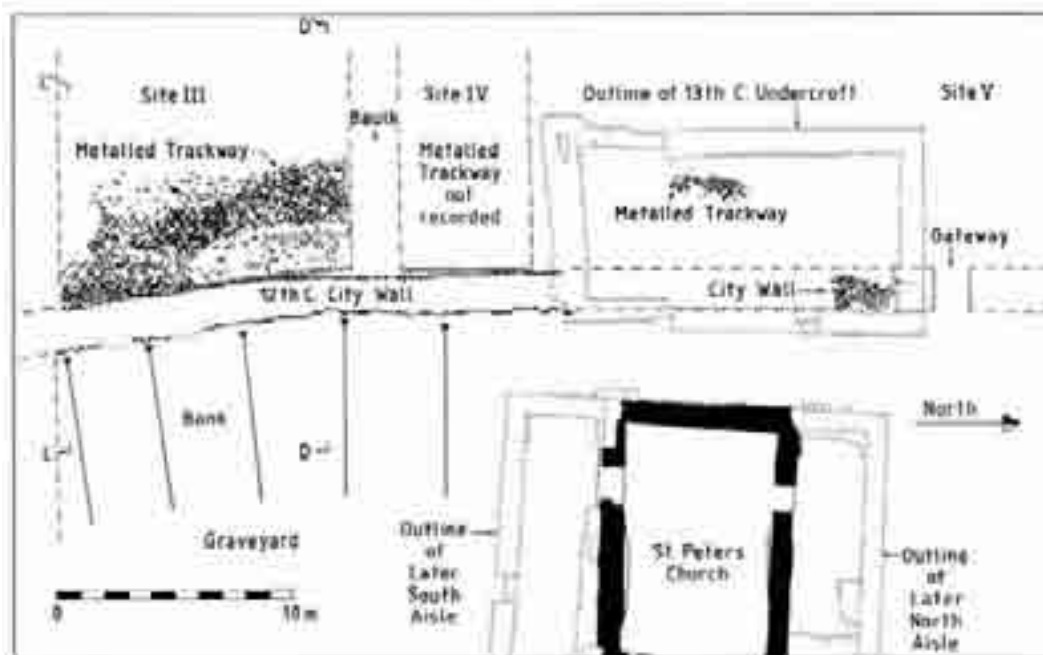 Site III
Baulk
Site IV
Outline of 13th C. Undercroft
Site V
Metalled Trackway
Metalled
Trackway
not
recorded
Metalled Trackway
Gateway
City Wall
12th C. City Wall
Bank
D
North
Graveyard
Outline
of
Later
South
Aisle
St. Peters
Church
Outline
of
Later
North
Aisle
0
10m